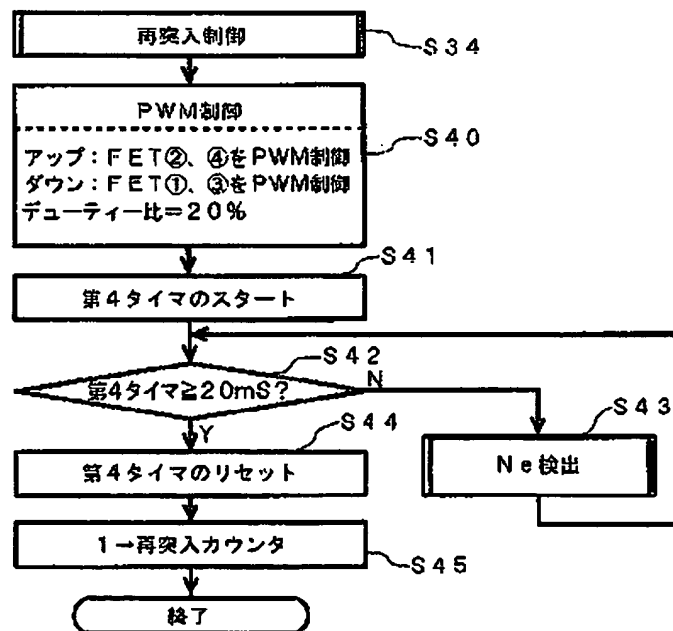 再突入制御
S34
PWM制御
S40
アップ:FET②、④をPWM制御
ダウン:FET①、③をPWM制御
デューティー比=20%
S41
第4タイマのスタート
S42
第4タイマ≧20mS?
N
S43
Y
S44
Ne検出
第4タイマのリセット
1→再突入カウンタ
S45
終了